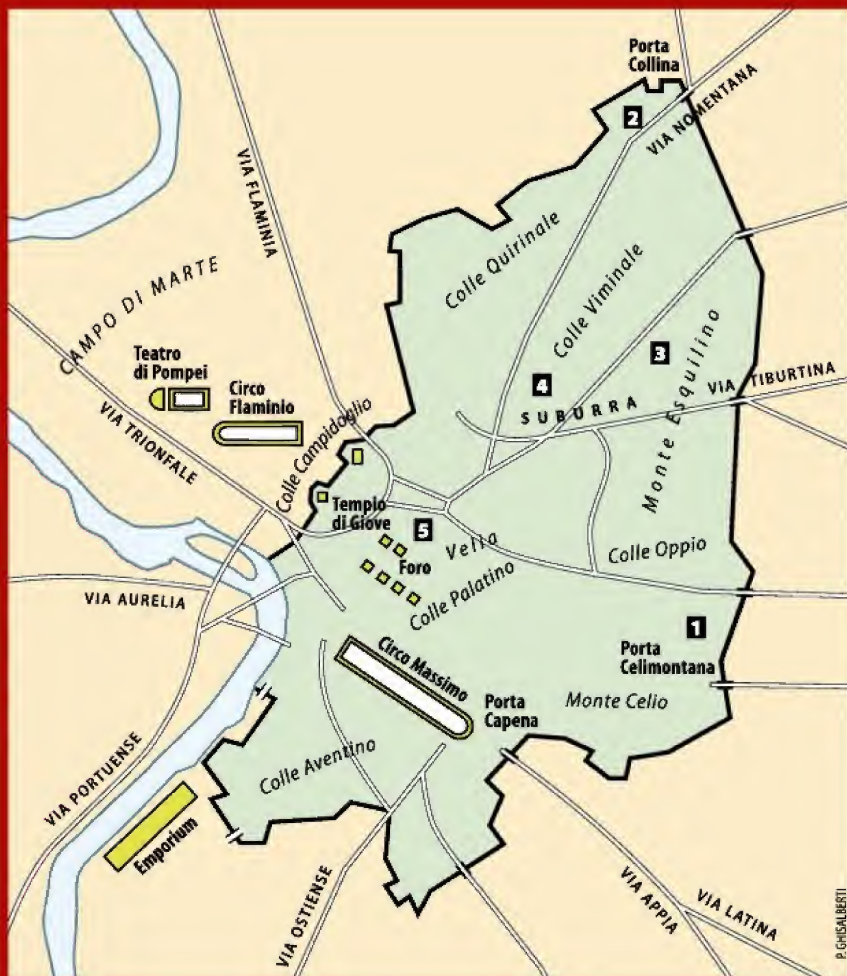 Porta
Collina
2
VIA NOMENTANA
VIA FLAMINIA
Colle Quirinale
CAMPO DI MARTE
Colle Viminale
Teatro
di Pompei
Circo
Flaminio
3
4
Monte Esquilino
VIA TIBURTINA
SUBURRA
VIA TRIONFALE
Colle Campidoglio
Tempio
di Giove
5
Velia
Foro
Colle Oppio
Colle Palatino
VIA AURELIA
1
Porta
Celimontana
Circo Massimo
Porta
Capena
Monte Celio
Colle Aventino
VIA PORTUENSE
Emporium
VIA OSTIENSE
VIA APPIA
VIA LATINA
P. GHISALBERTI